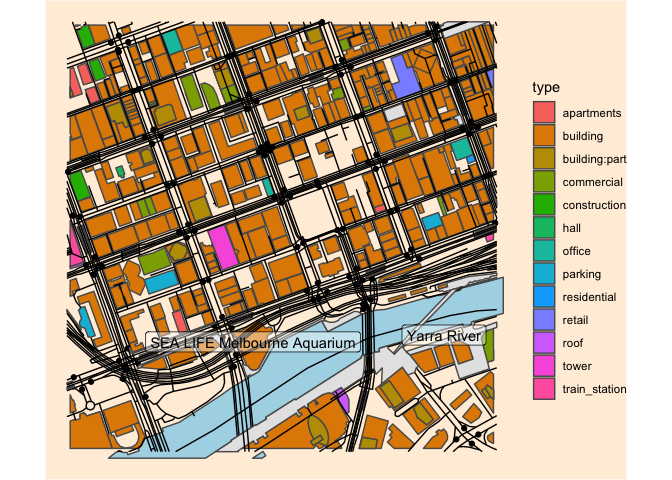 type
apartments
building
building:part
commercial
construction
hall
office
parking
residential
retail
roof
tower
train_station
SEA LIFE Melbourne Aquarium
Yarra River